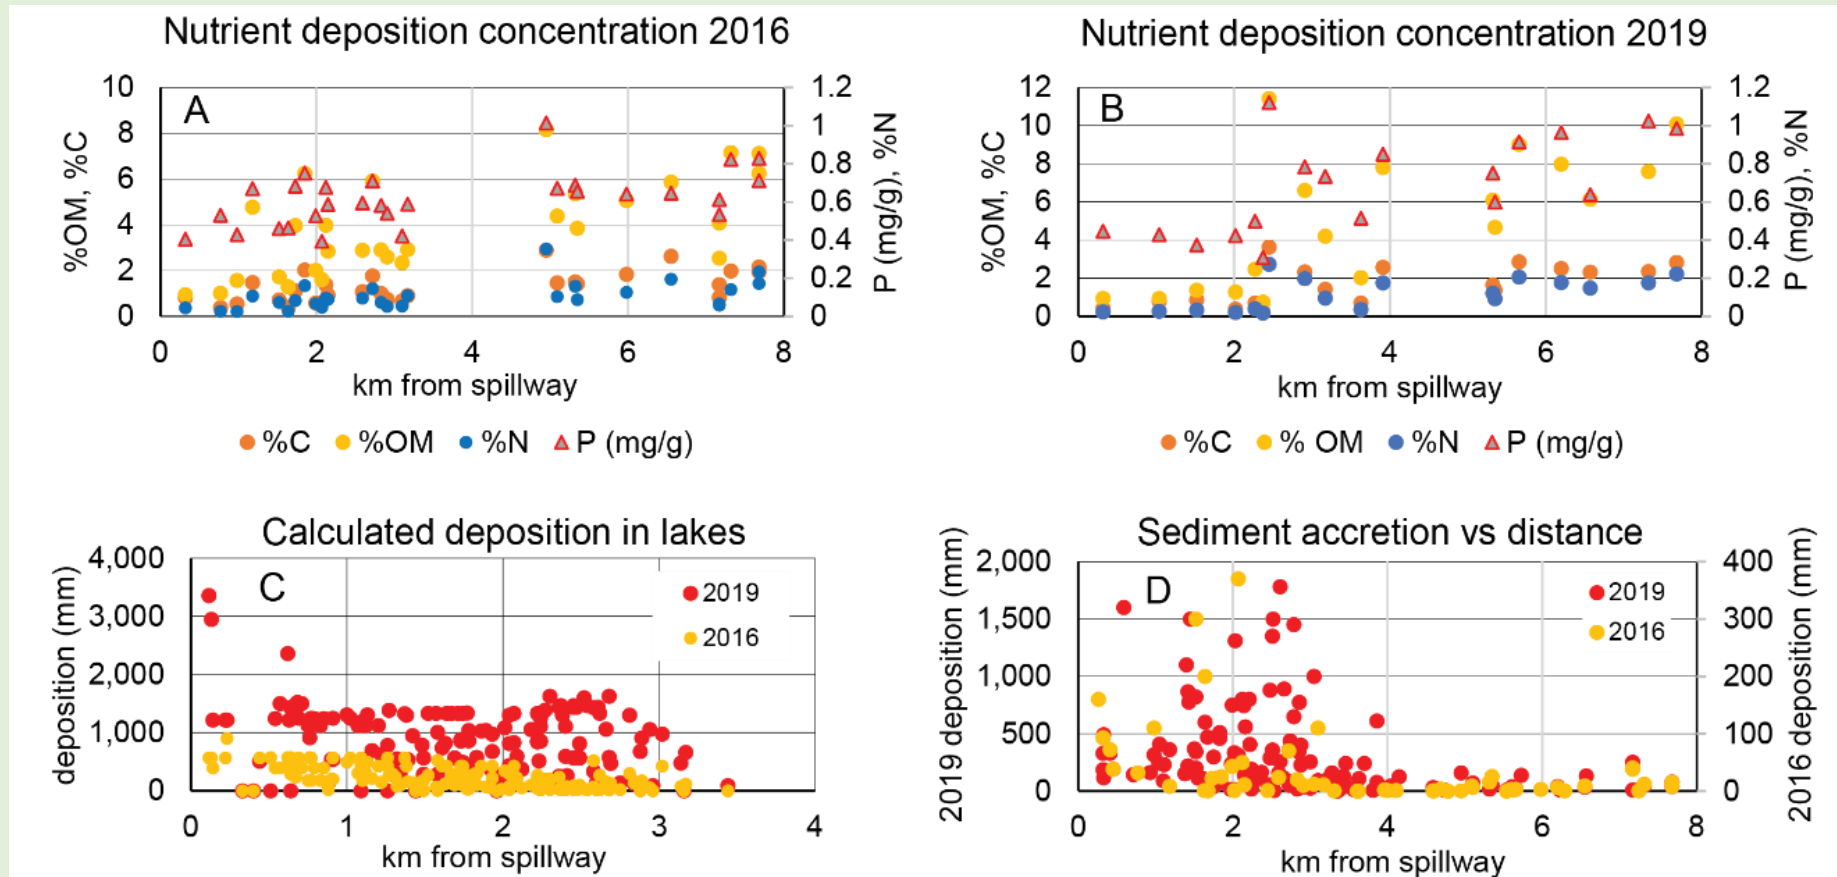 Nutrient deposition concentration 2016
A
%OM, %C
10
8
6
4
2
0
1.2
1
0.8
0.6
0.4
0.2
0
P (mg/g), %N
0 2 4 6 8
km from spillway
%C %OM %N P (mg/g)
Nutrient deposition concentration 2019
B
%OM, %C
12
10
8
6
4
2
0
1.2
1
0.8
0.6
0.4
0.2
0
P (mg/g), %N
0 2 4 6 8
km from spillway
%C % OM %N P (mg/g)
Calculated deposition in lakes
C
deposition (mm)
4,000
3,000
2,000
1,000
0
2019
2016
0 1 2 3 4
km from spillway
Sediment accretion vs distance
D
2019 deposition (mm)
2,000
1,500
1,000
500
0
2019
2016
400
300
200
100
0
2016 deposition (mm)
0 2 4 6 8
km from spillway